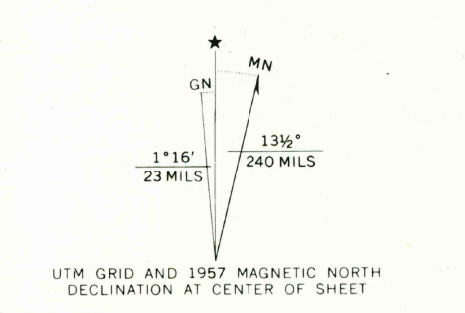 MN
GN
13½°
240 MILS
1°16′
23 MILS
UTM GRID AND 1957 MAGNETIC NORTH
DECLINATION AT CENTER OF SHEET